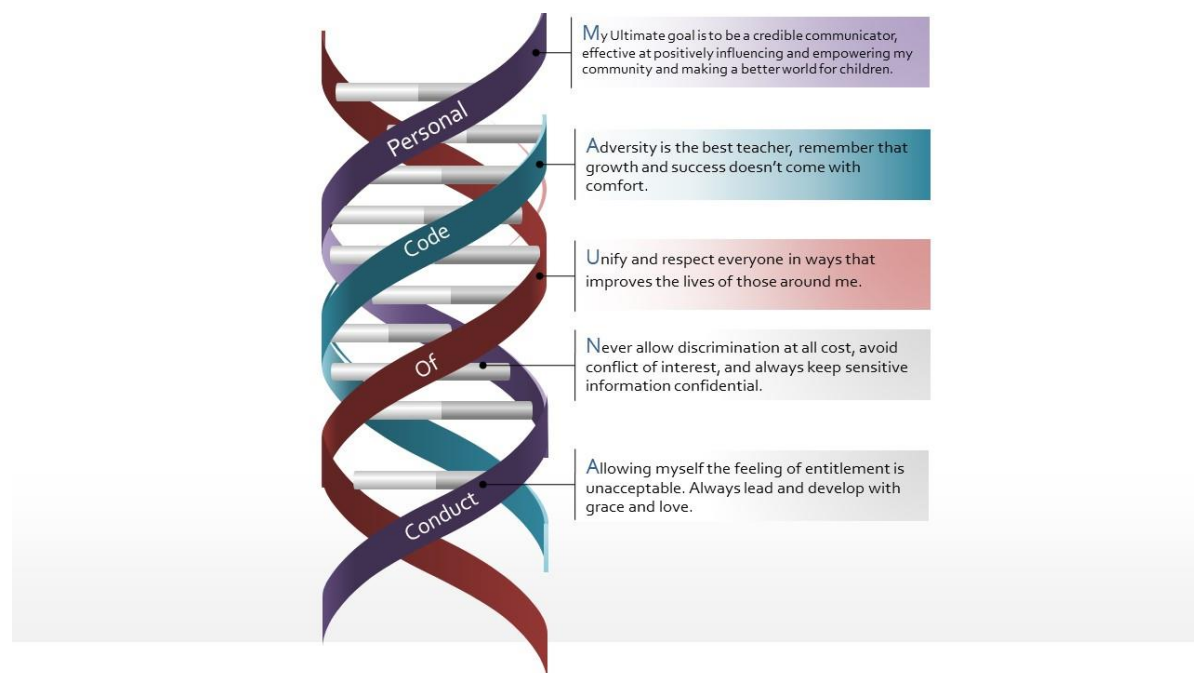 Personal
Code
Of
Conduct
My Ultimate goal is to be a credible communicator,
effective at positively influencing and empowering my
community and making a better world for children.
Adversity is the best teacher, remember that
growth and success doesn’t come with
comfort.
Unify and respect everyone in ways that
improves the lives of those around me.
Never allow discrimination at all cost, avoid
conflict of interest, and always keep sensitive
information confidential.
Allowing myself the feeling of entitlement is
unacceptable. Always lead and develop with
grace and love.